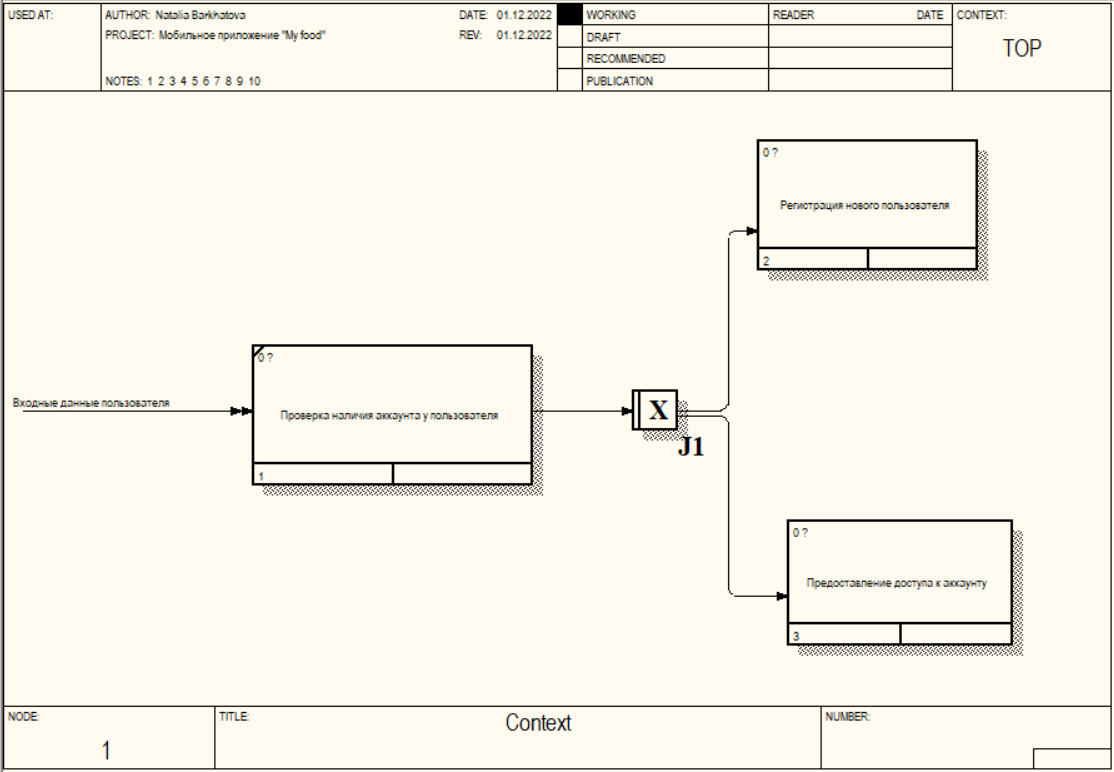 USED AT:
AUTHOR: Natalia Barkhatova
DATE: 01.12.2022
WORKING
READER
DATE
CONTEXT:
PROJECT: Мобильное приложение "My food"
REV: 01.12.2022
DRAFT
TOP
RECOMMENDED
NOTES: 1 2 3 4 5 6 7 8 9 10
PUBLICATION
0 ?
Регистрация нового пользователя
2
0 ?
Входные данные пользователя
Проверка наличия аккаунта у пользователя
1
X
J1
0 ?
Предоставление доступа к аккаунту
3
NODE:
TITLE:
Context
NUMBER:
1